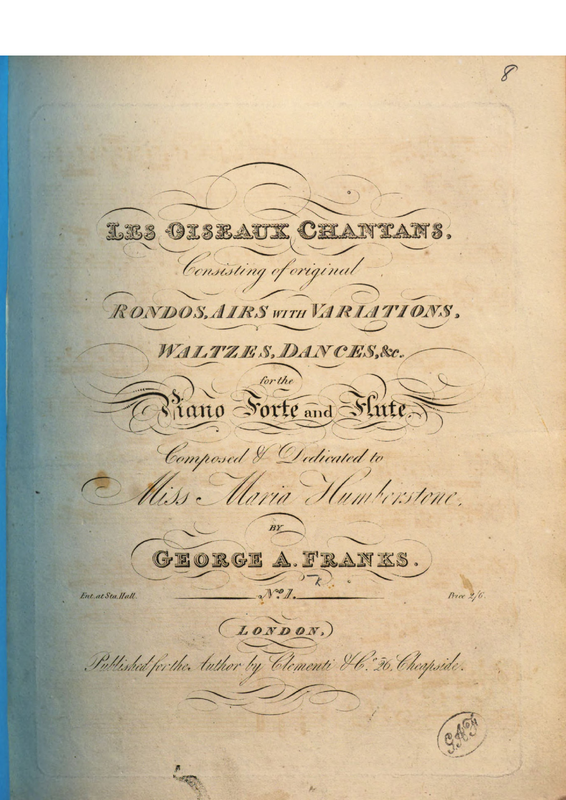 8
LES OISEAUX CHANTANS,
Consisting of original
RONDOS, AIRS WITH VARIATIONS,
WALTZES, DANCES, &c.
for the
Piano Forte and Flute,
Composed & Dedicated to
Miss Maria Humberstone,
BY
GEORGE A. FRANKS.
Ent. at Sta. Hall. No. 1. Price 2/6.
LONDON,
Published for the Author by Clementi & Co. 26, Cheapside.
GAF